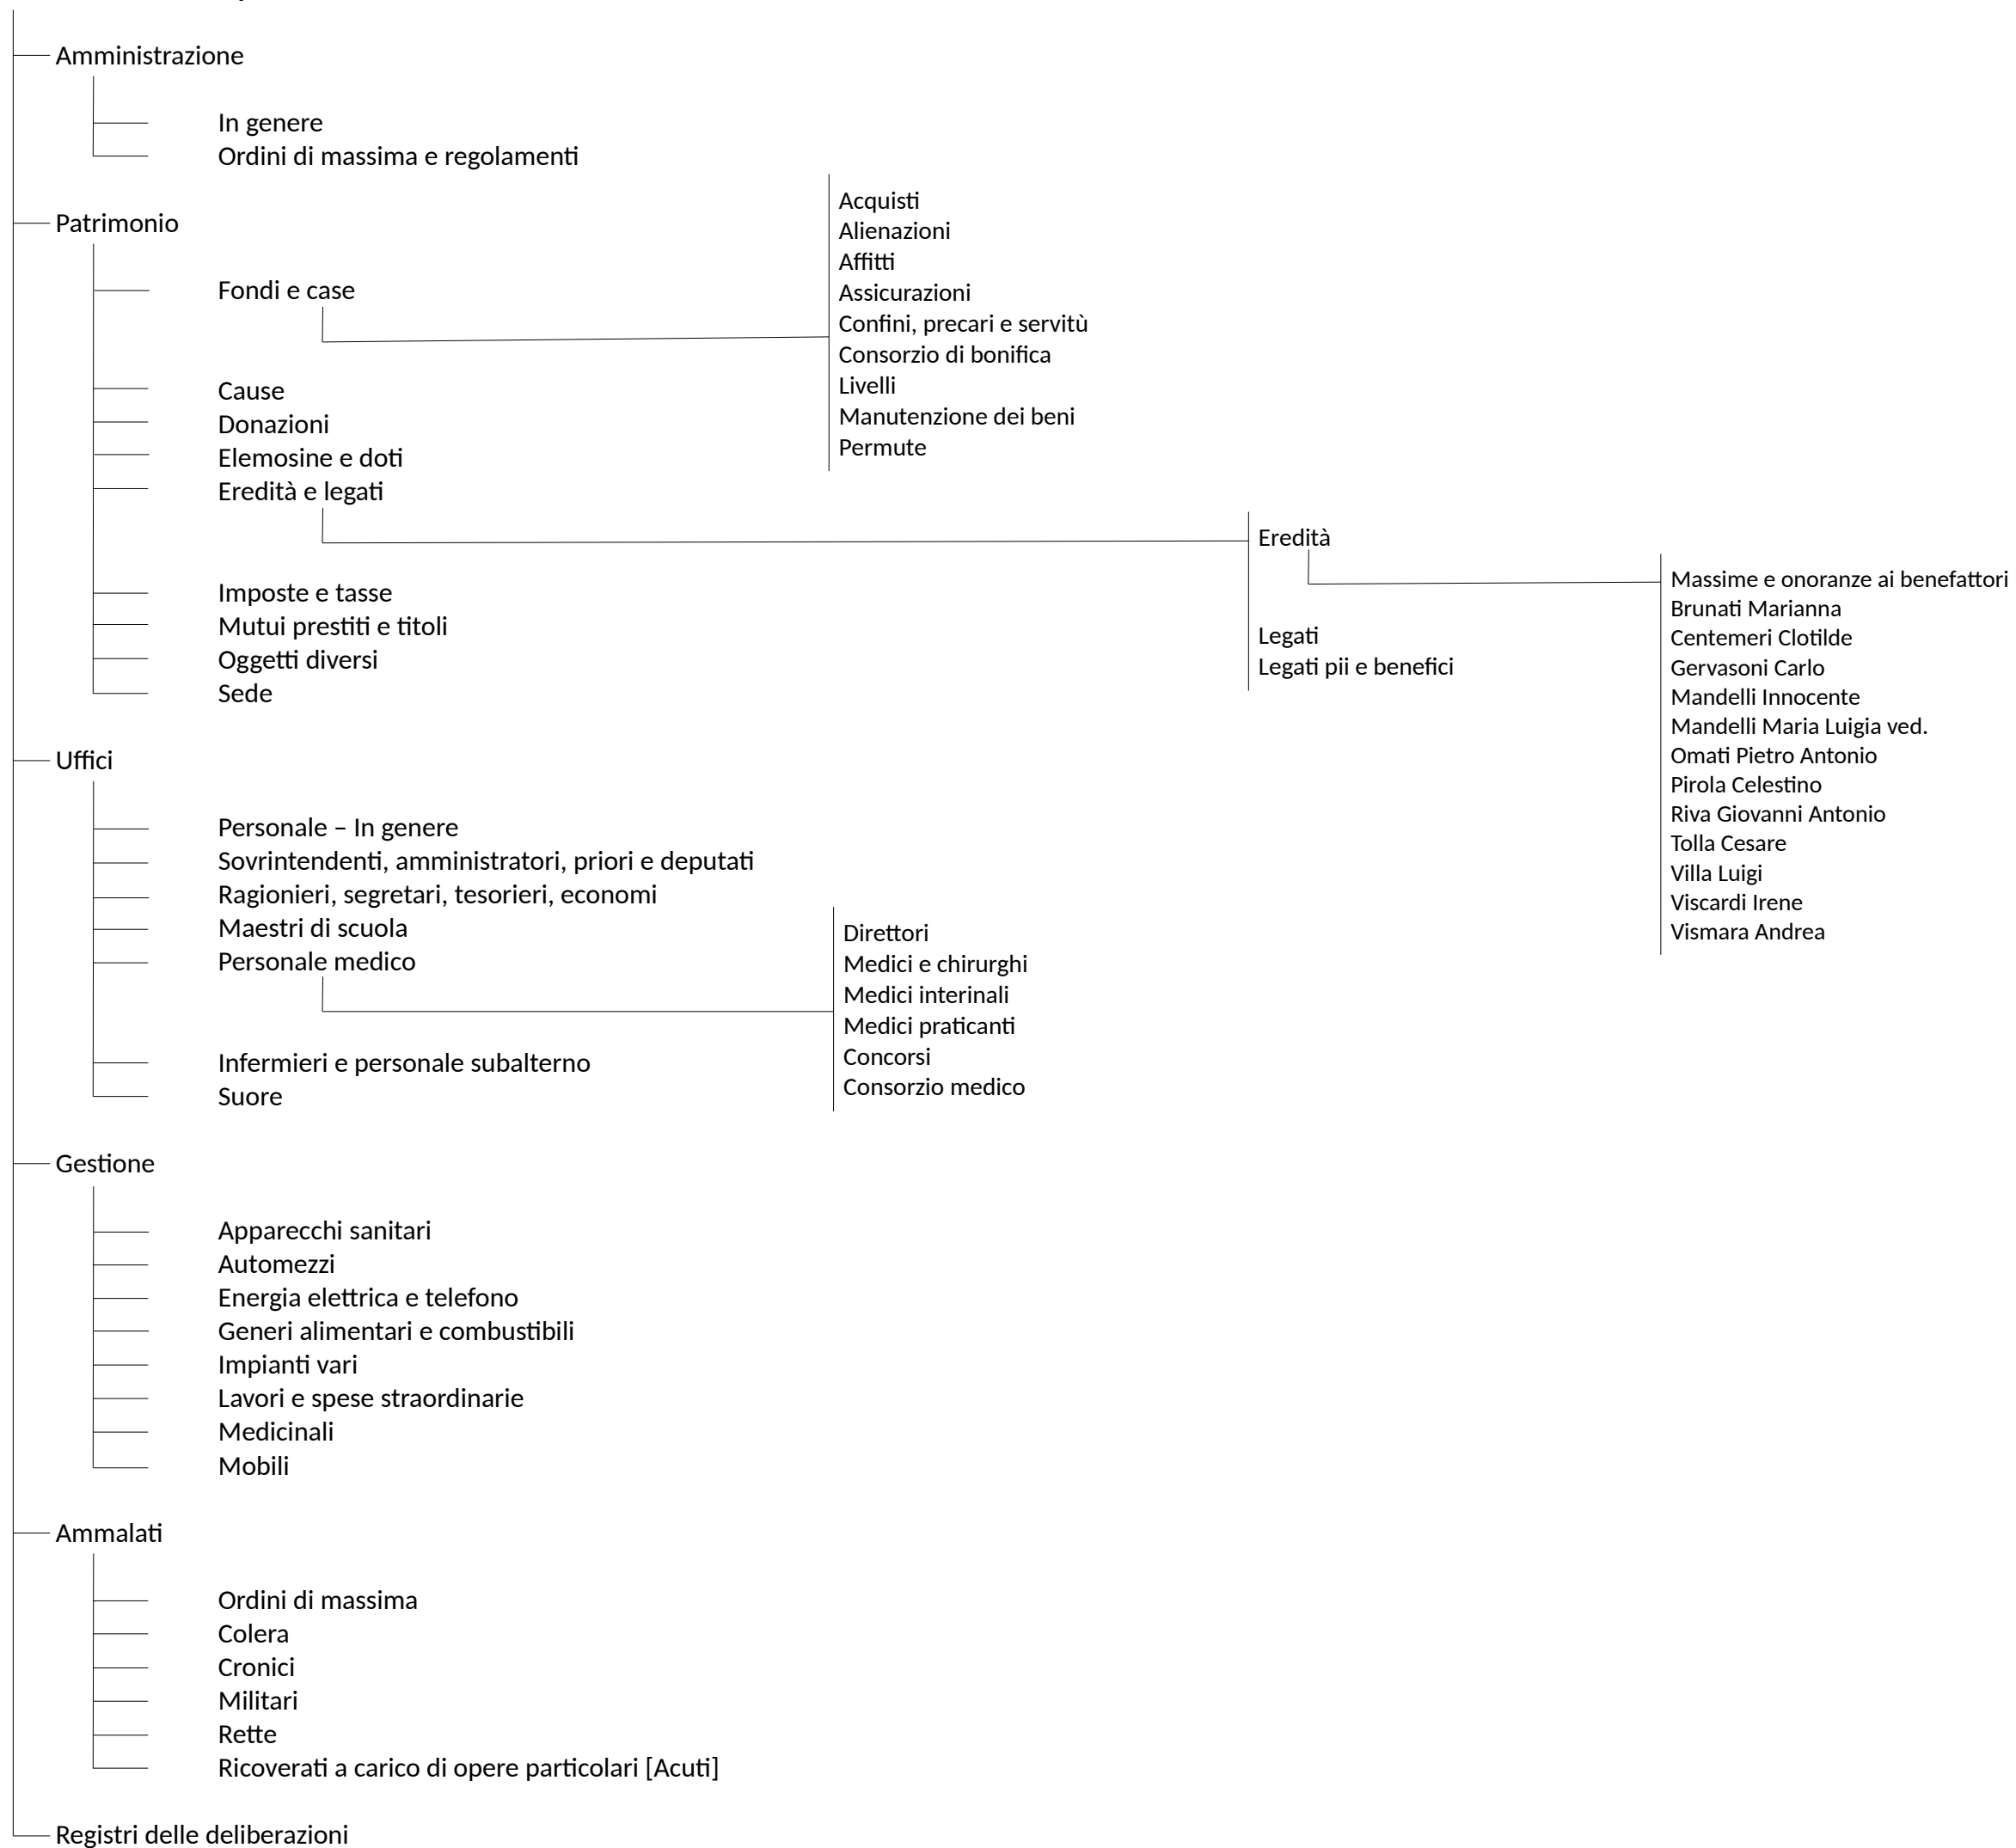 Amministrazione
In genere
Ordini di massima e regolamenti
Patrimonio
Fondi e case
Acquisti
Alienazioni
Affitti
Assicurazioni
Confini, precari e servitù
Consorzio di bonifica
Livelli
Manutenzione dei beni
Permute
Cause
Donazioni
Elemosine e doti
Eredità e legati
Eredità
Massime e onoranze ai benefattori
Brunati Marianna
Centemeri Clotilde
Gervasoni Carlo
Mandelli Innocente
Mandelli Maria Luigia ved.
Omati Pietro Antonio
Pirola Celestino
Riva Giovanni Antonio
Tolla Cesare
Villa Luigi
Viscardi Irene
Vismara Andrea
Legati
Legati pii e benefici
Imposte e tasse
Mutui prestiti e titoli
Oggetti diversi
Sede
Uffici
Personale – In genere
Sovrintendenti, amministratori, priori e deputati
Ragionieri, segretari, tesorieri, economi
Maestri di scuola
Personale medico
Direttori
Medici e chirurghi
Medici interinali
Medici praticanti
Concorsi
Consorzio medico
Infermieri e personale subalterno
Suore
Gestione
Apparecchi sanitari
Automezzi
Energia elettrica e telefono
Generi alimentari e combustibili
Impianti vari
Lavori e spese straordinarie
Medicinali
Mobili
Ammalati
Ordini di massima
Colera
Cronici
Militari
Rette
Ricoverati a carico di opere particolari [Acuti]
Registri delle deliberazioni